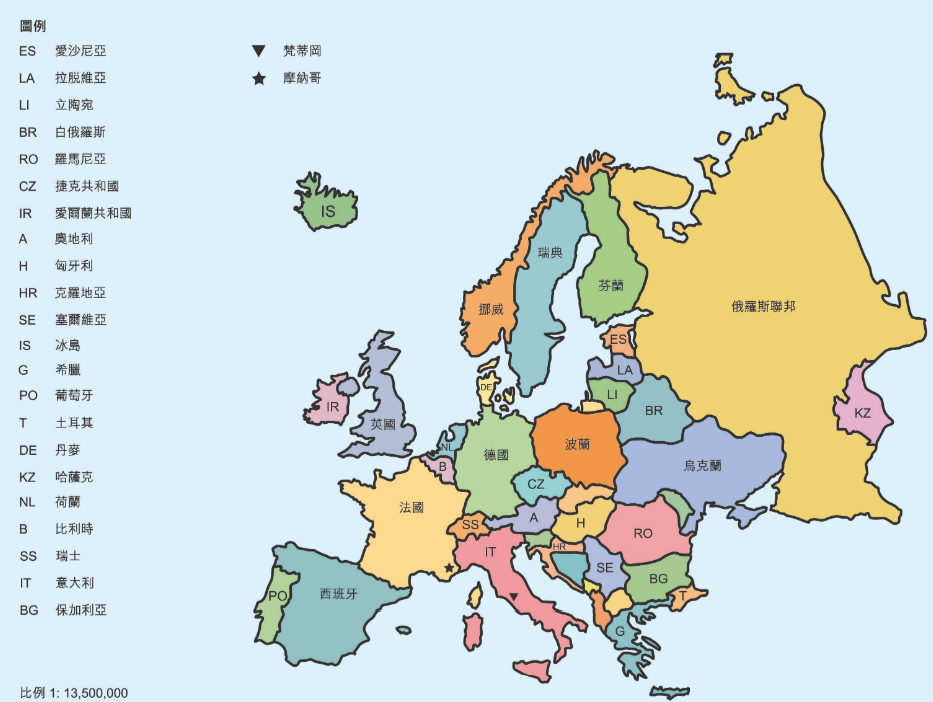 圖例
ES 愛沙尼亞
LA 拉脫維亞
LI 立陶宛
BR 白俄羅斯
RO 羅馬尼亞
CZ 捷克共和國
IR 愛爾蘭共和國
A 奧地利
H 匈牙利
HR 克羅地亞
SE 塞爾維亞
IS 冰島
G 希臘
PO 葡萄牙
T 土耳其
DE 丹麥
KZ 哈薩克
NL 荷蘭
B 比利時
SS 瑞士
IT 意大利
BG 保加利亞
▼ 梵蒂岡
★ 摩納哥
IS
瑞典
芬蘭
挪威
俄羅斯聯邦
ES
LA
DE
LI
IR
BR
KZ
英國
NL
波蘭
德國
B
烏克蘭
CZ
法國
A
SS
H
RO
HR
IT
SE
BG
PO
西班牙
T
G
比例 1: 13,500,000